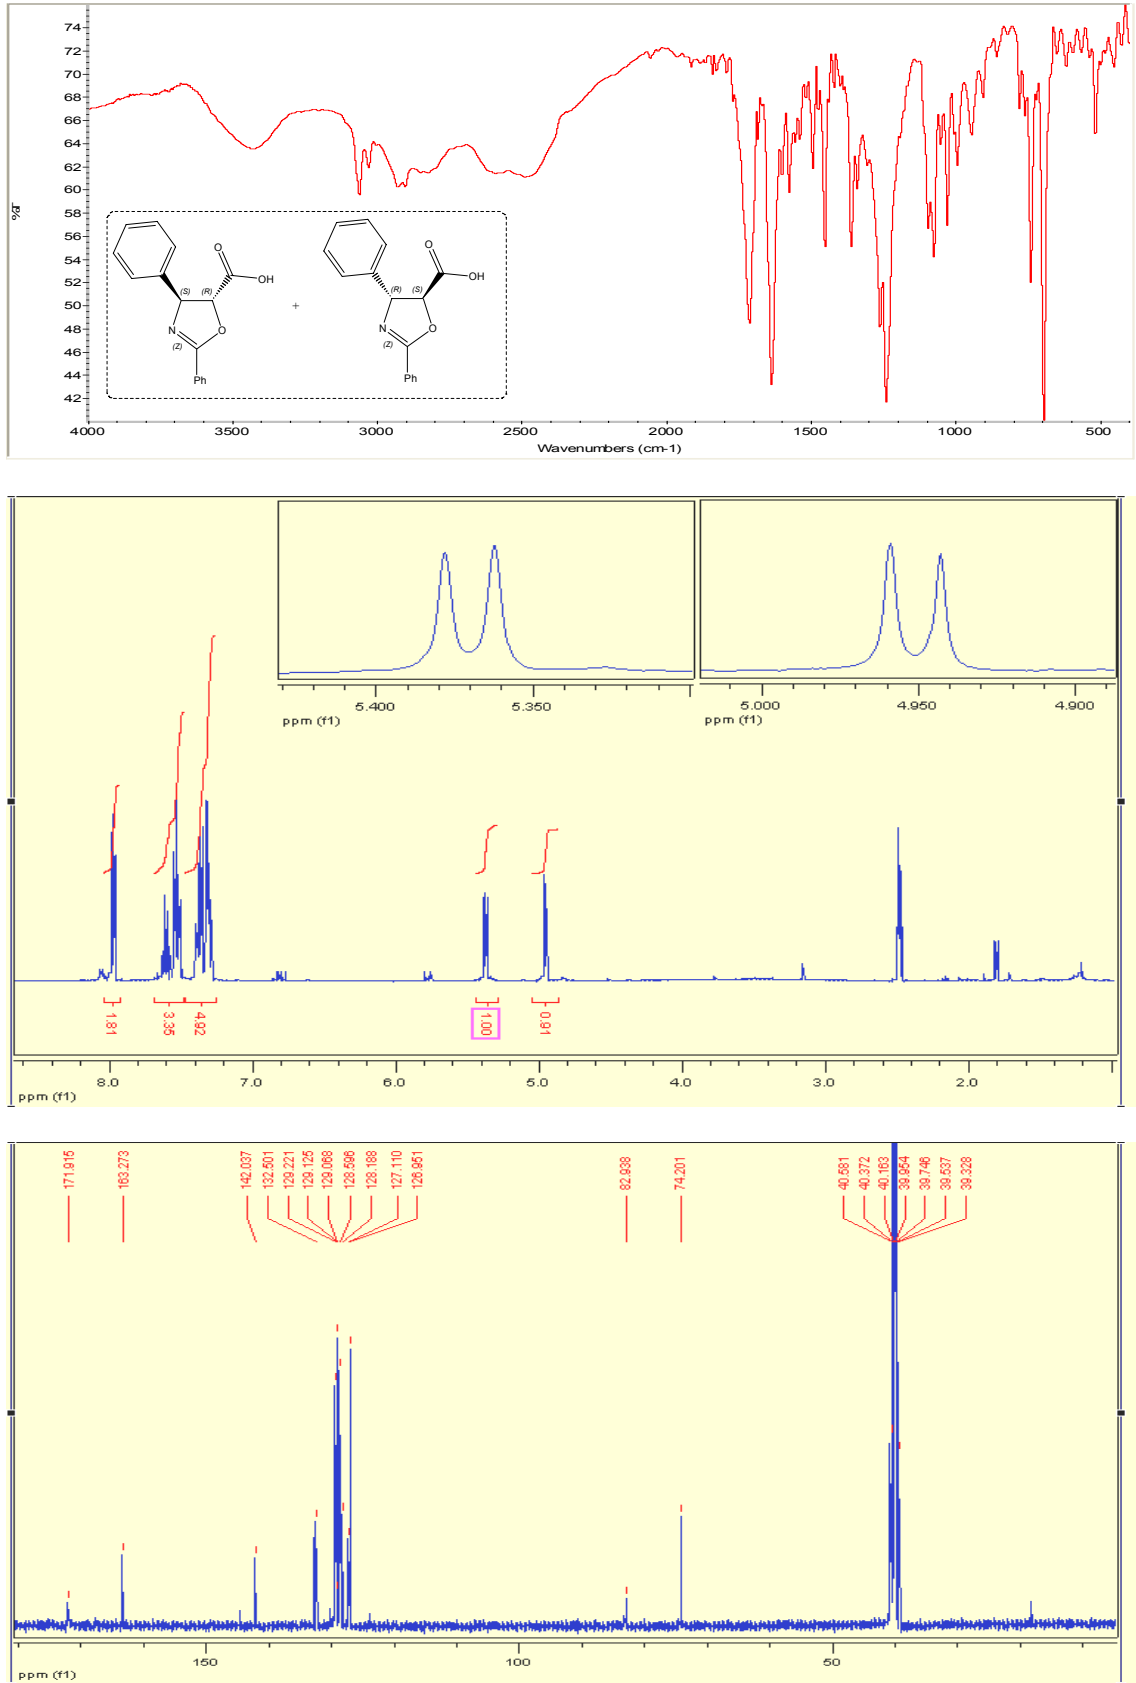 74
72
70
68
66
64
62
60
58
56
54
52
50
48
46
44
42
%T
O
OH
(S)
(R)
N
O
(Z)
Ph
+
O
OH
(R)
(S)
N
O
(Z)
Ph
4000 3500 3000 2500 2000 1500 1000 500
Wavenumbers (cm-1)
5.400 5.350
ppm (f1)
5.000 4.950 4.900
ppm (f1)
1.81 3.35 4.92 1.00 0.91
8.0 7.0 6.0 5.0 4.0 3.0 2.0
ppm (f1)
171.915
163.273
142.037
132.501
129.221
129.125
129.068
128.596
128.188
127.110
126.951
82.938
74.201
40.581
40.372
40.163
39.954
39.746
39.537
39.328
150 100 50
ppm (f1)